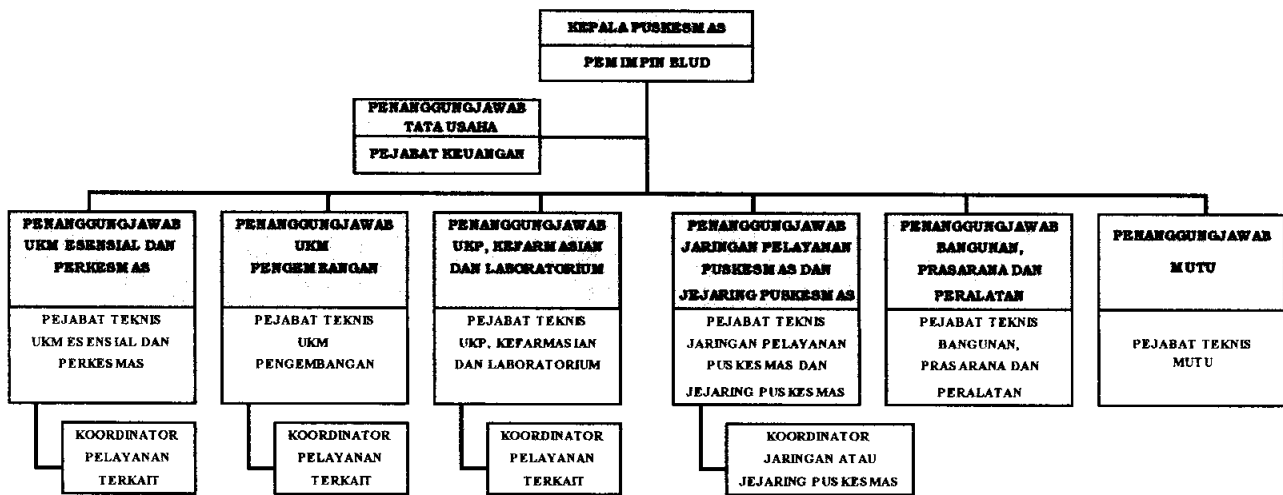 KEPALA PUSKESMAS
PEMIMPIN BLUD
PENANGGUNGJAWAB
TATA USAHA
PEJABAT KEUANGAN
PENANGGUNGJAWAB
UKM ESENSIAL DAN
PERKESMAS
PEJABAT TEKNIS
UKM ESENSIAL DAN
PERKESMAS
KOORDINATOR
PELAYANAN
TERKAIT
PENANGGUNGJAWAB
UKM
PENGEMBANGAN
PEJABAT TEKNIS
UKM
PENGEMBANGAN
KOORDINATOR
PELAYANAN
TERKAIT
PENANGGUNGJAWAB
UKP, KEFARMASIAN
DAN LABORATORIUM
PEJABAT TEKNIS
UKP, KEFARMASIAN
DAN LABORATORIUM
KOORDINATOR
PELAYANAN
TERKAIT
PENANGGUNGJAWAB
JARINGAN PELAYANAN
PUSKESMAS DAN
JEJARING PUSKESMAS
PEJABAT TEKNIS
JARINGAN PELAYANAN
PUSKESMAS DAN
JEJARING PUSKESMAS
KOORDINATOR
JARINGAN ATAU
JEJARING PUSKESMAS
PENANGGUNGJAWAB
BANGUNAN,
PRASARANA DAN
PERALATAN
PEJABAT TEKNIS
BANGUNAN,
PRASARANA DAN
PERALATAN
PENANGGUNGJAWAB
MUTU
PEJABAT TEKNIS
MUTU